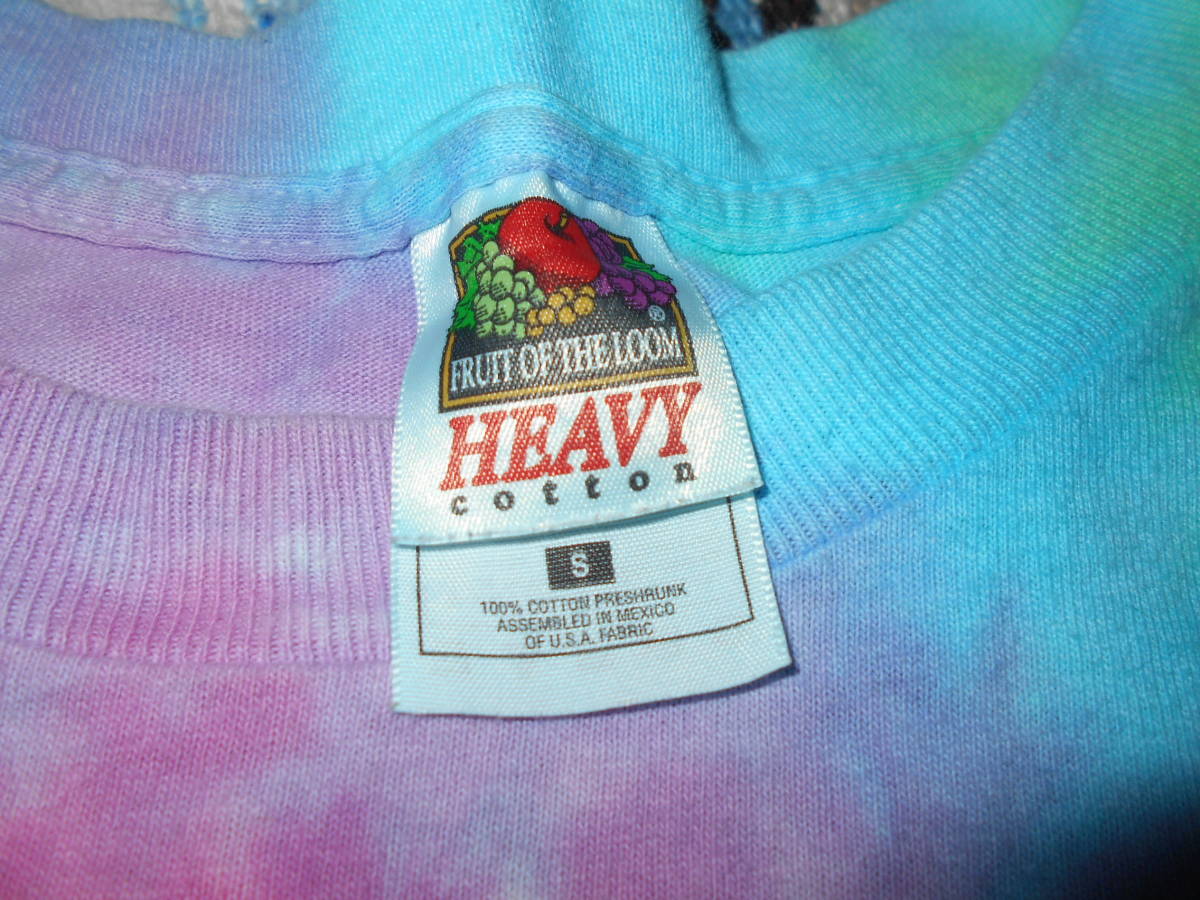 ®
FRUIT OF THE LOOM
HEAVY
cotton
S
100% COTTON PRESHRUNK
ASSEMBLED IN MEXICO
OF U.S.A. FABRIC